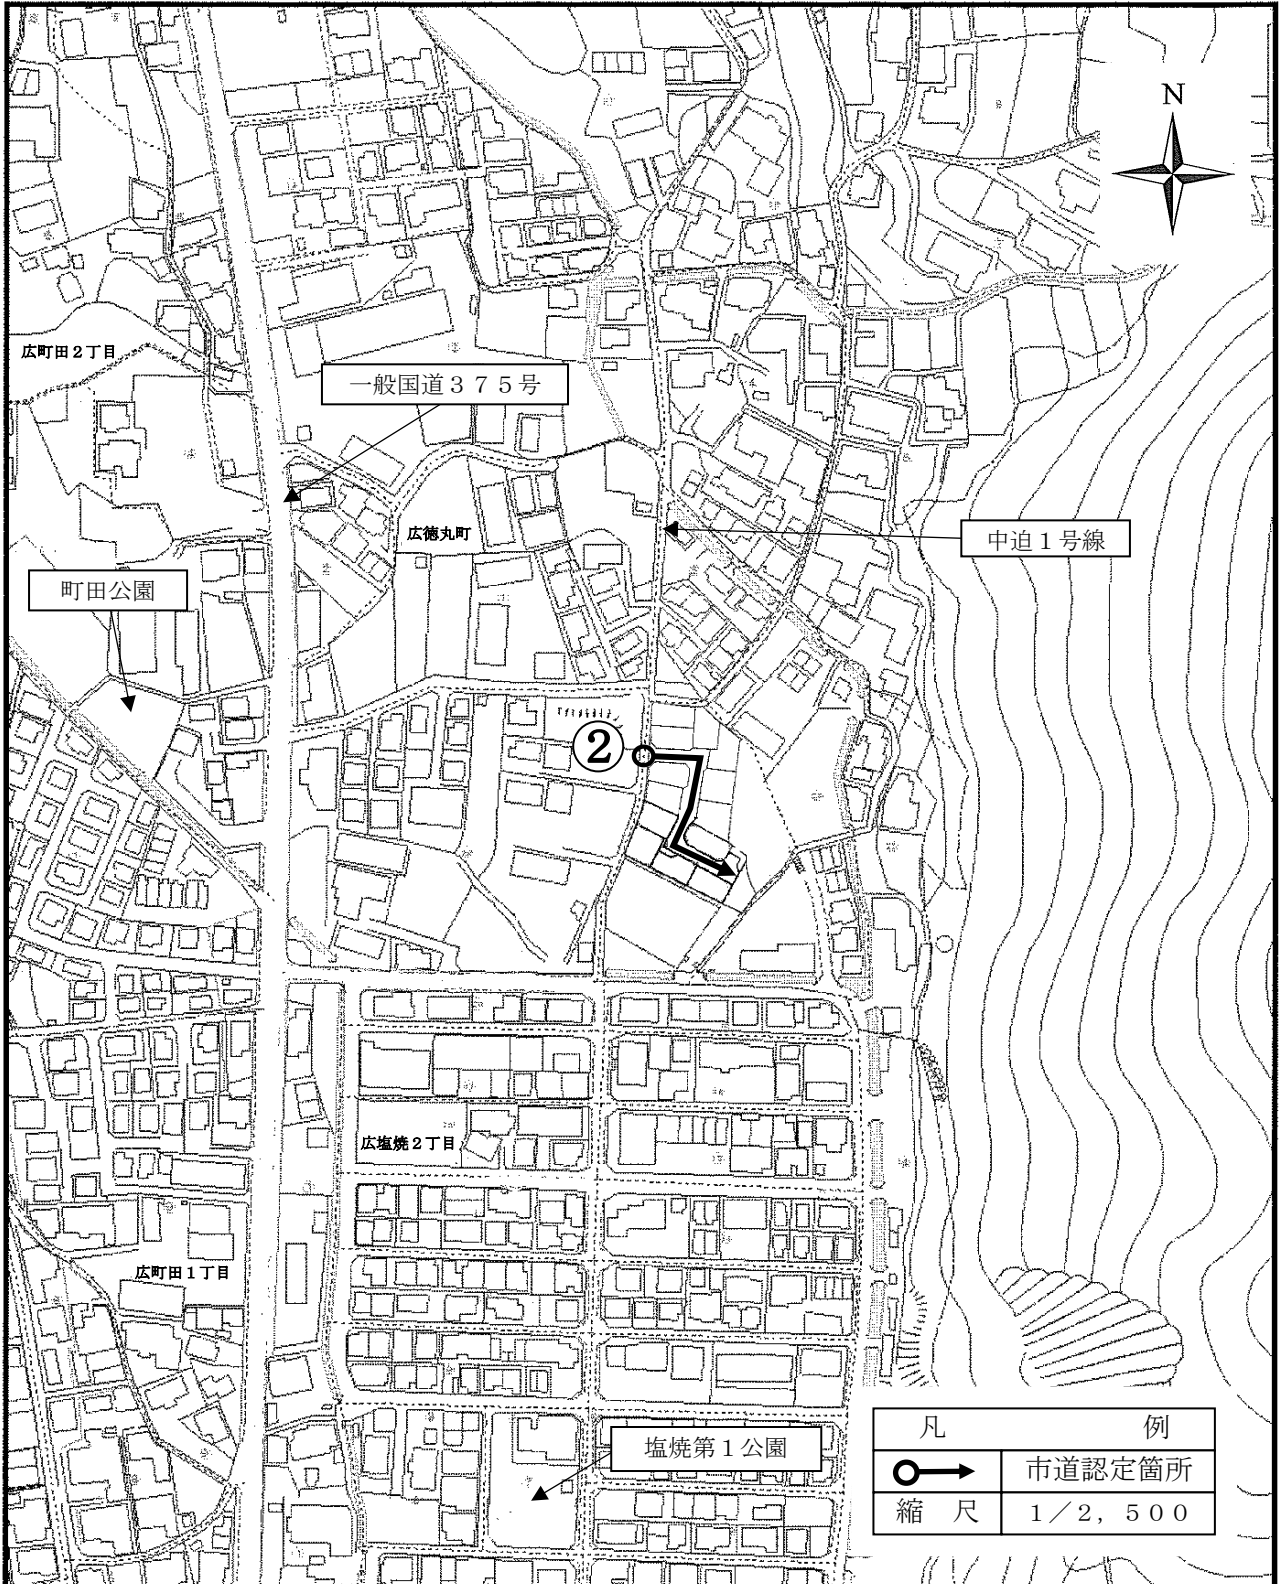 N
広町田２丁目
一般国道３７５号
広徳丸町
中迫１号線
町田公園
②
広塩焼２丁目
広町田１丁目
塩焼第１公園
凡 例
市道認定箇所
縮 尺 １／２，５００